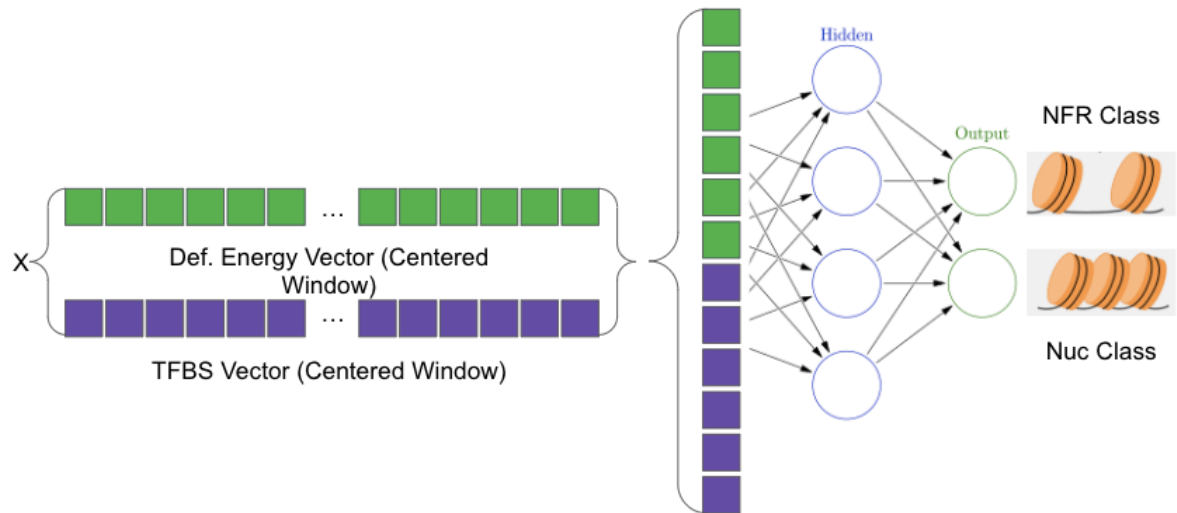 X
...
Def. Energy Vector (Centered
Window)
...
TFBS Vector (Centered Window)
Hidden
Output
NFR Class
Nuc Class